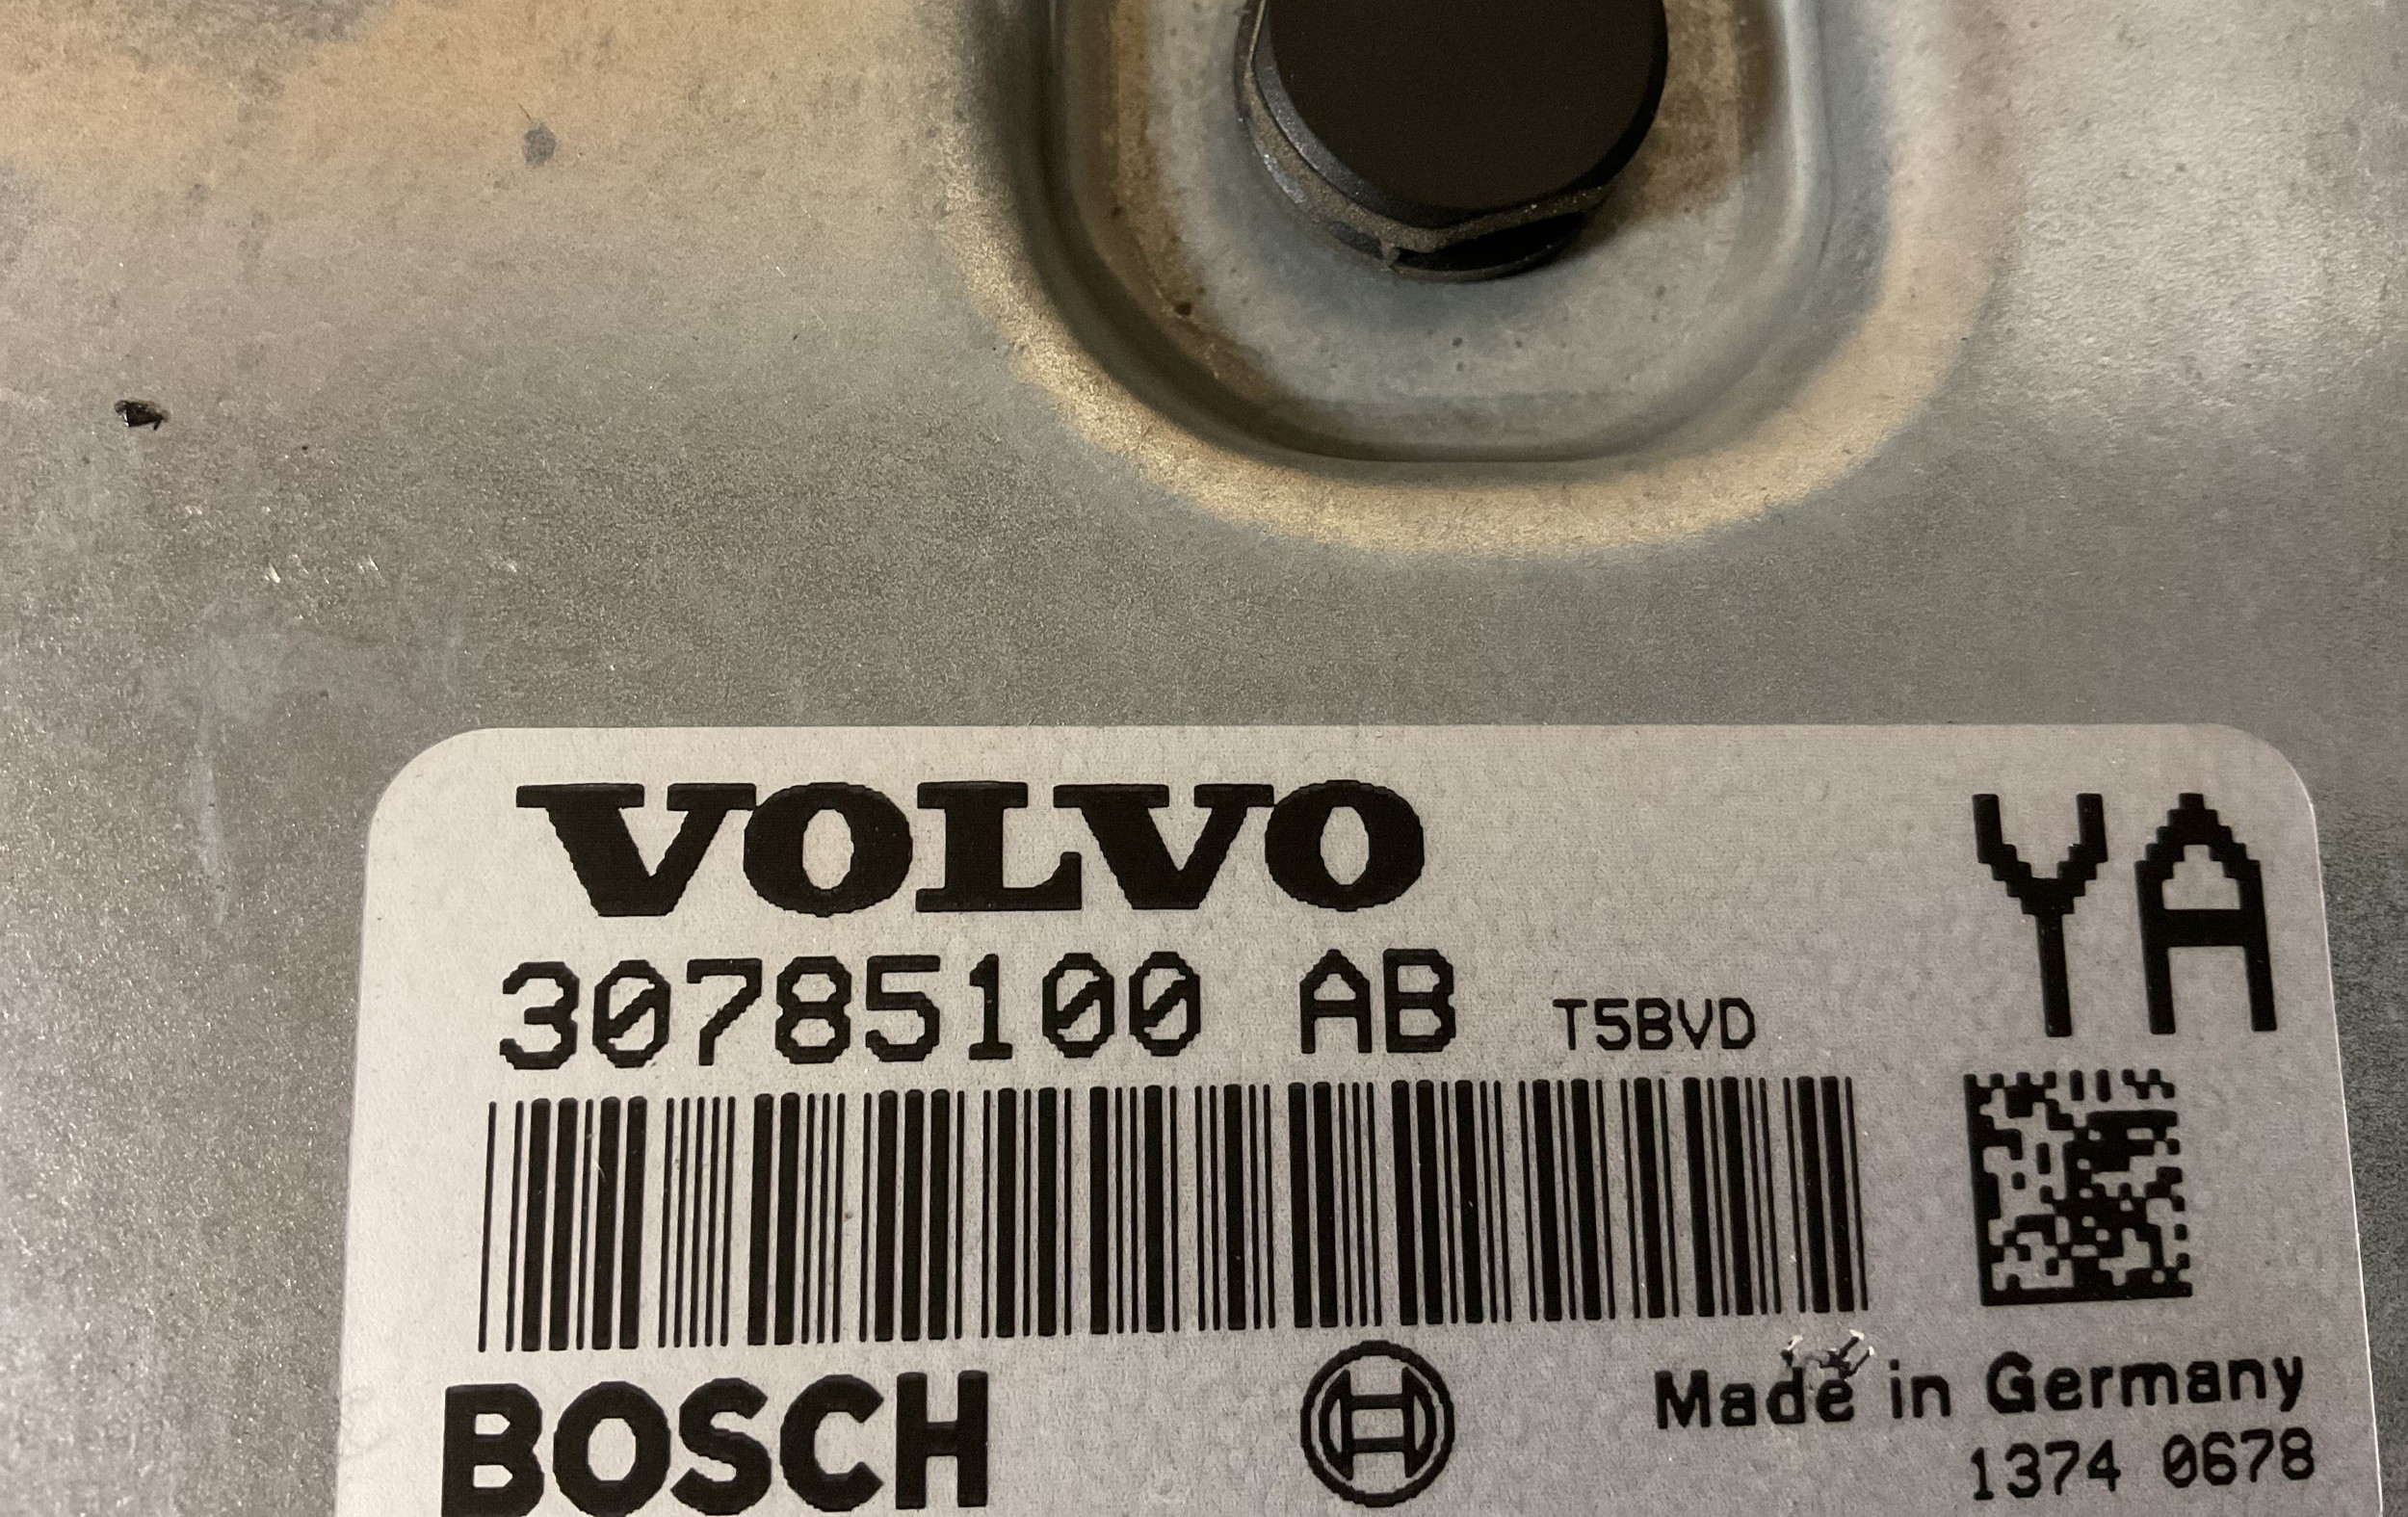 VOLVO
YA
30785100 AB T5BVD
BOSCH
Made in Germany
1374 0678